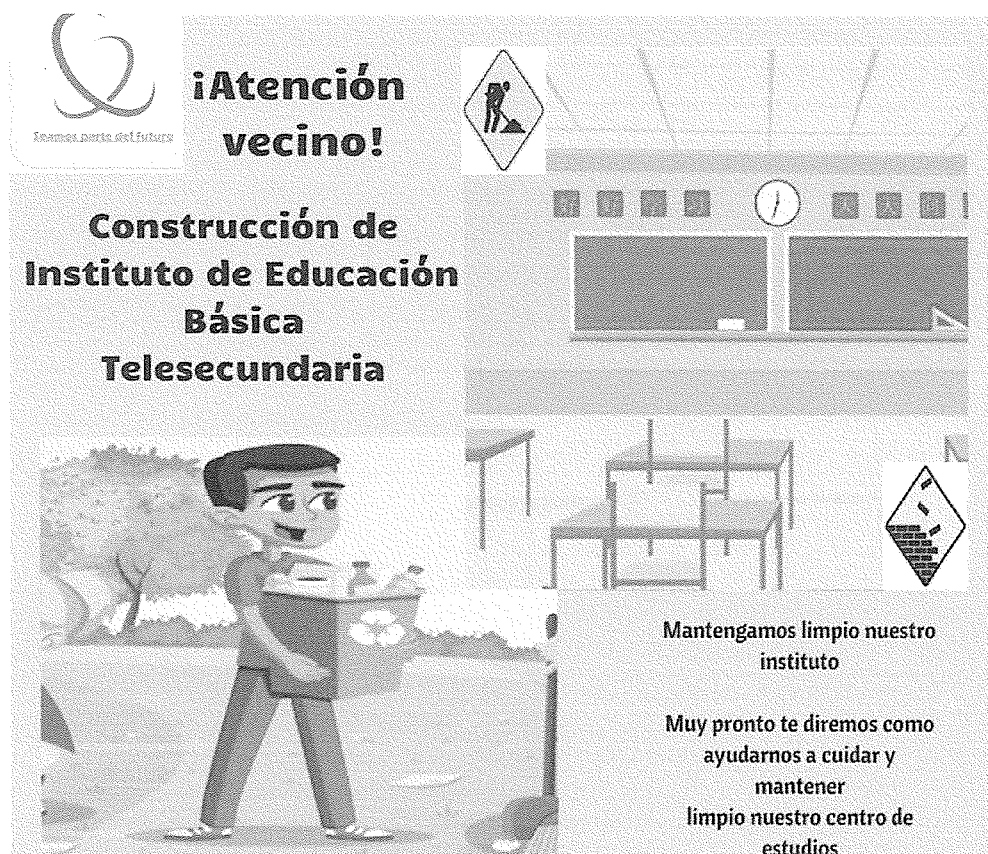 Seamos parte del futuro
¡Atención
vecino!
Construcción de
Instituto de Educación
Básica
Telesecundaria
Mantengamos limpio nuestro
instituto
Muy pronto te diremos como
ayudarnos a cuidar y
mantener
limpio nuestro centro de
estudios